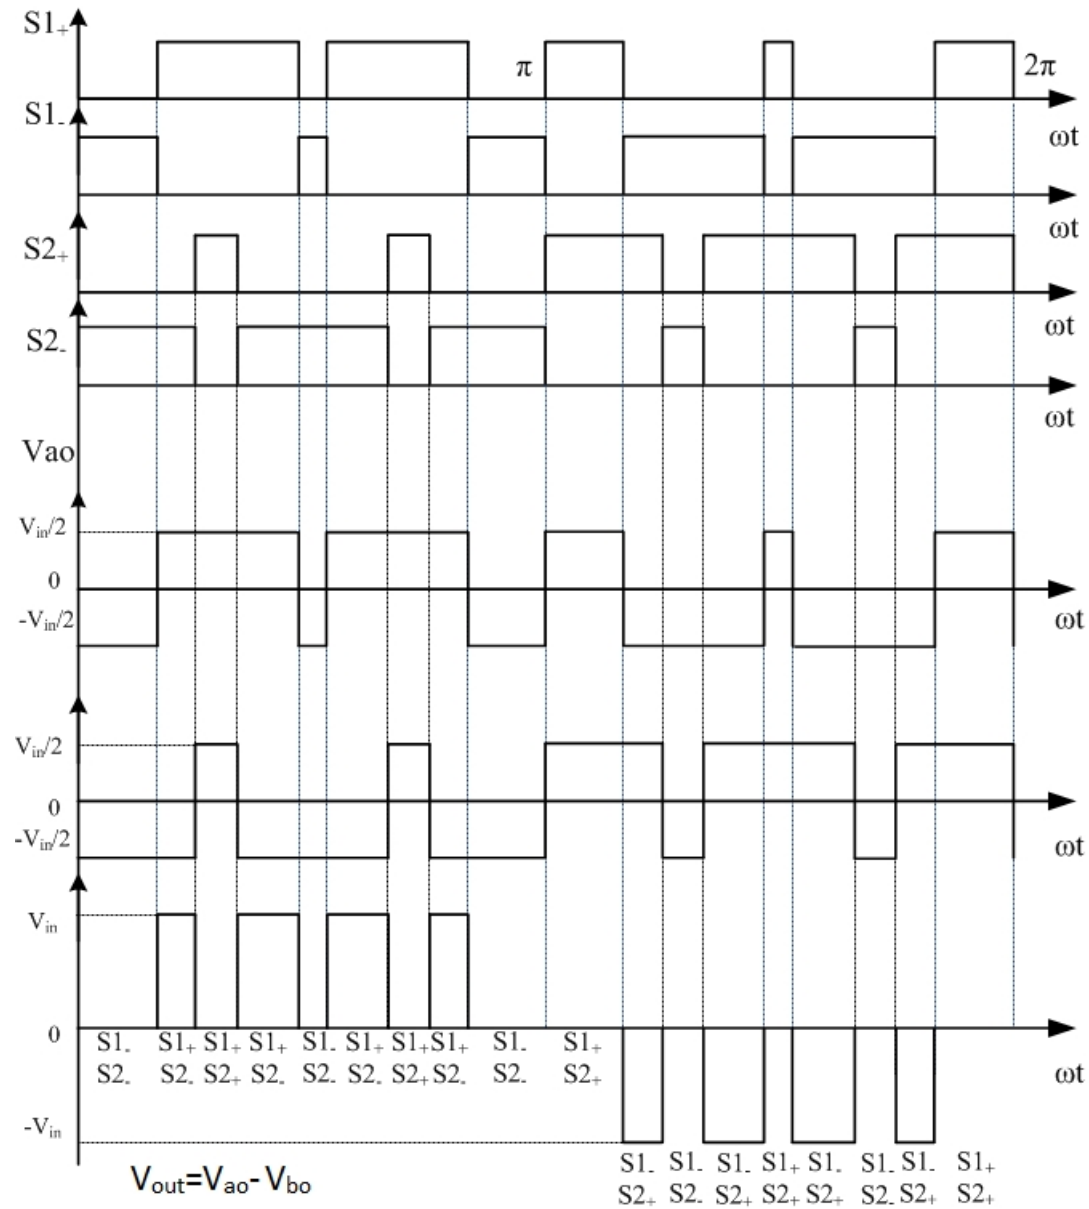 S1₊
π
2π
S1₋
ωt
S2₊
ωt
S2₋
ωt
Vao
ωt
Vᵢₙ/2
0
-Vᵢₙ/2
ωt
Vᵢₙ/2
0
-Vᵢₙ/2
ωt
Vᵢₙ
0
S1₋ S1₊ S1₊ S1₊ S1₋ S1₊ S1₊ S1₊ S1₋ S1₊
S2₋ S2₋ S2₊ S2₋ S2₋ S2₋ S2₊ S2₋ S2₋ S2₊
ωt
-Vᵢₙ
S1₋ S1₋ S1₋ S1₊ S1₋ S1₋ S1₋ S1₊
S2₊ S2₋ S2₊ S2₊ S2₊ S2₋ S2₊ S2₊
Vout=Vao-Vbo